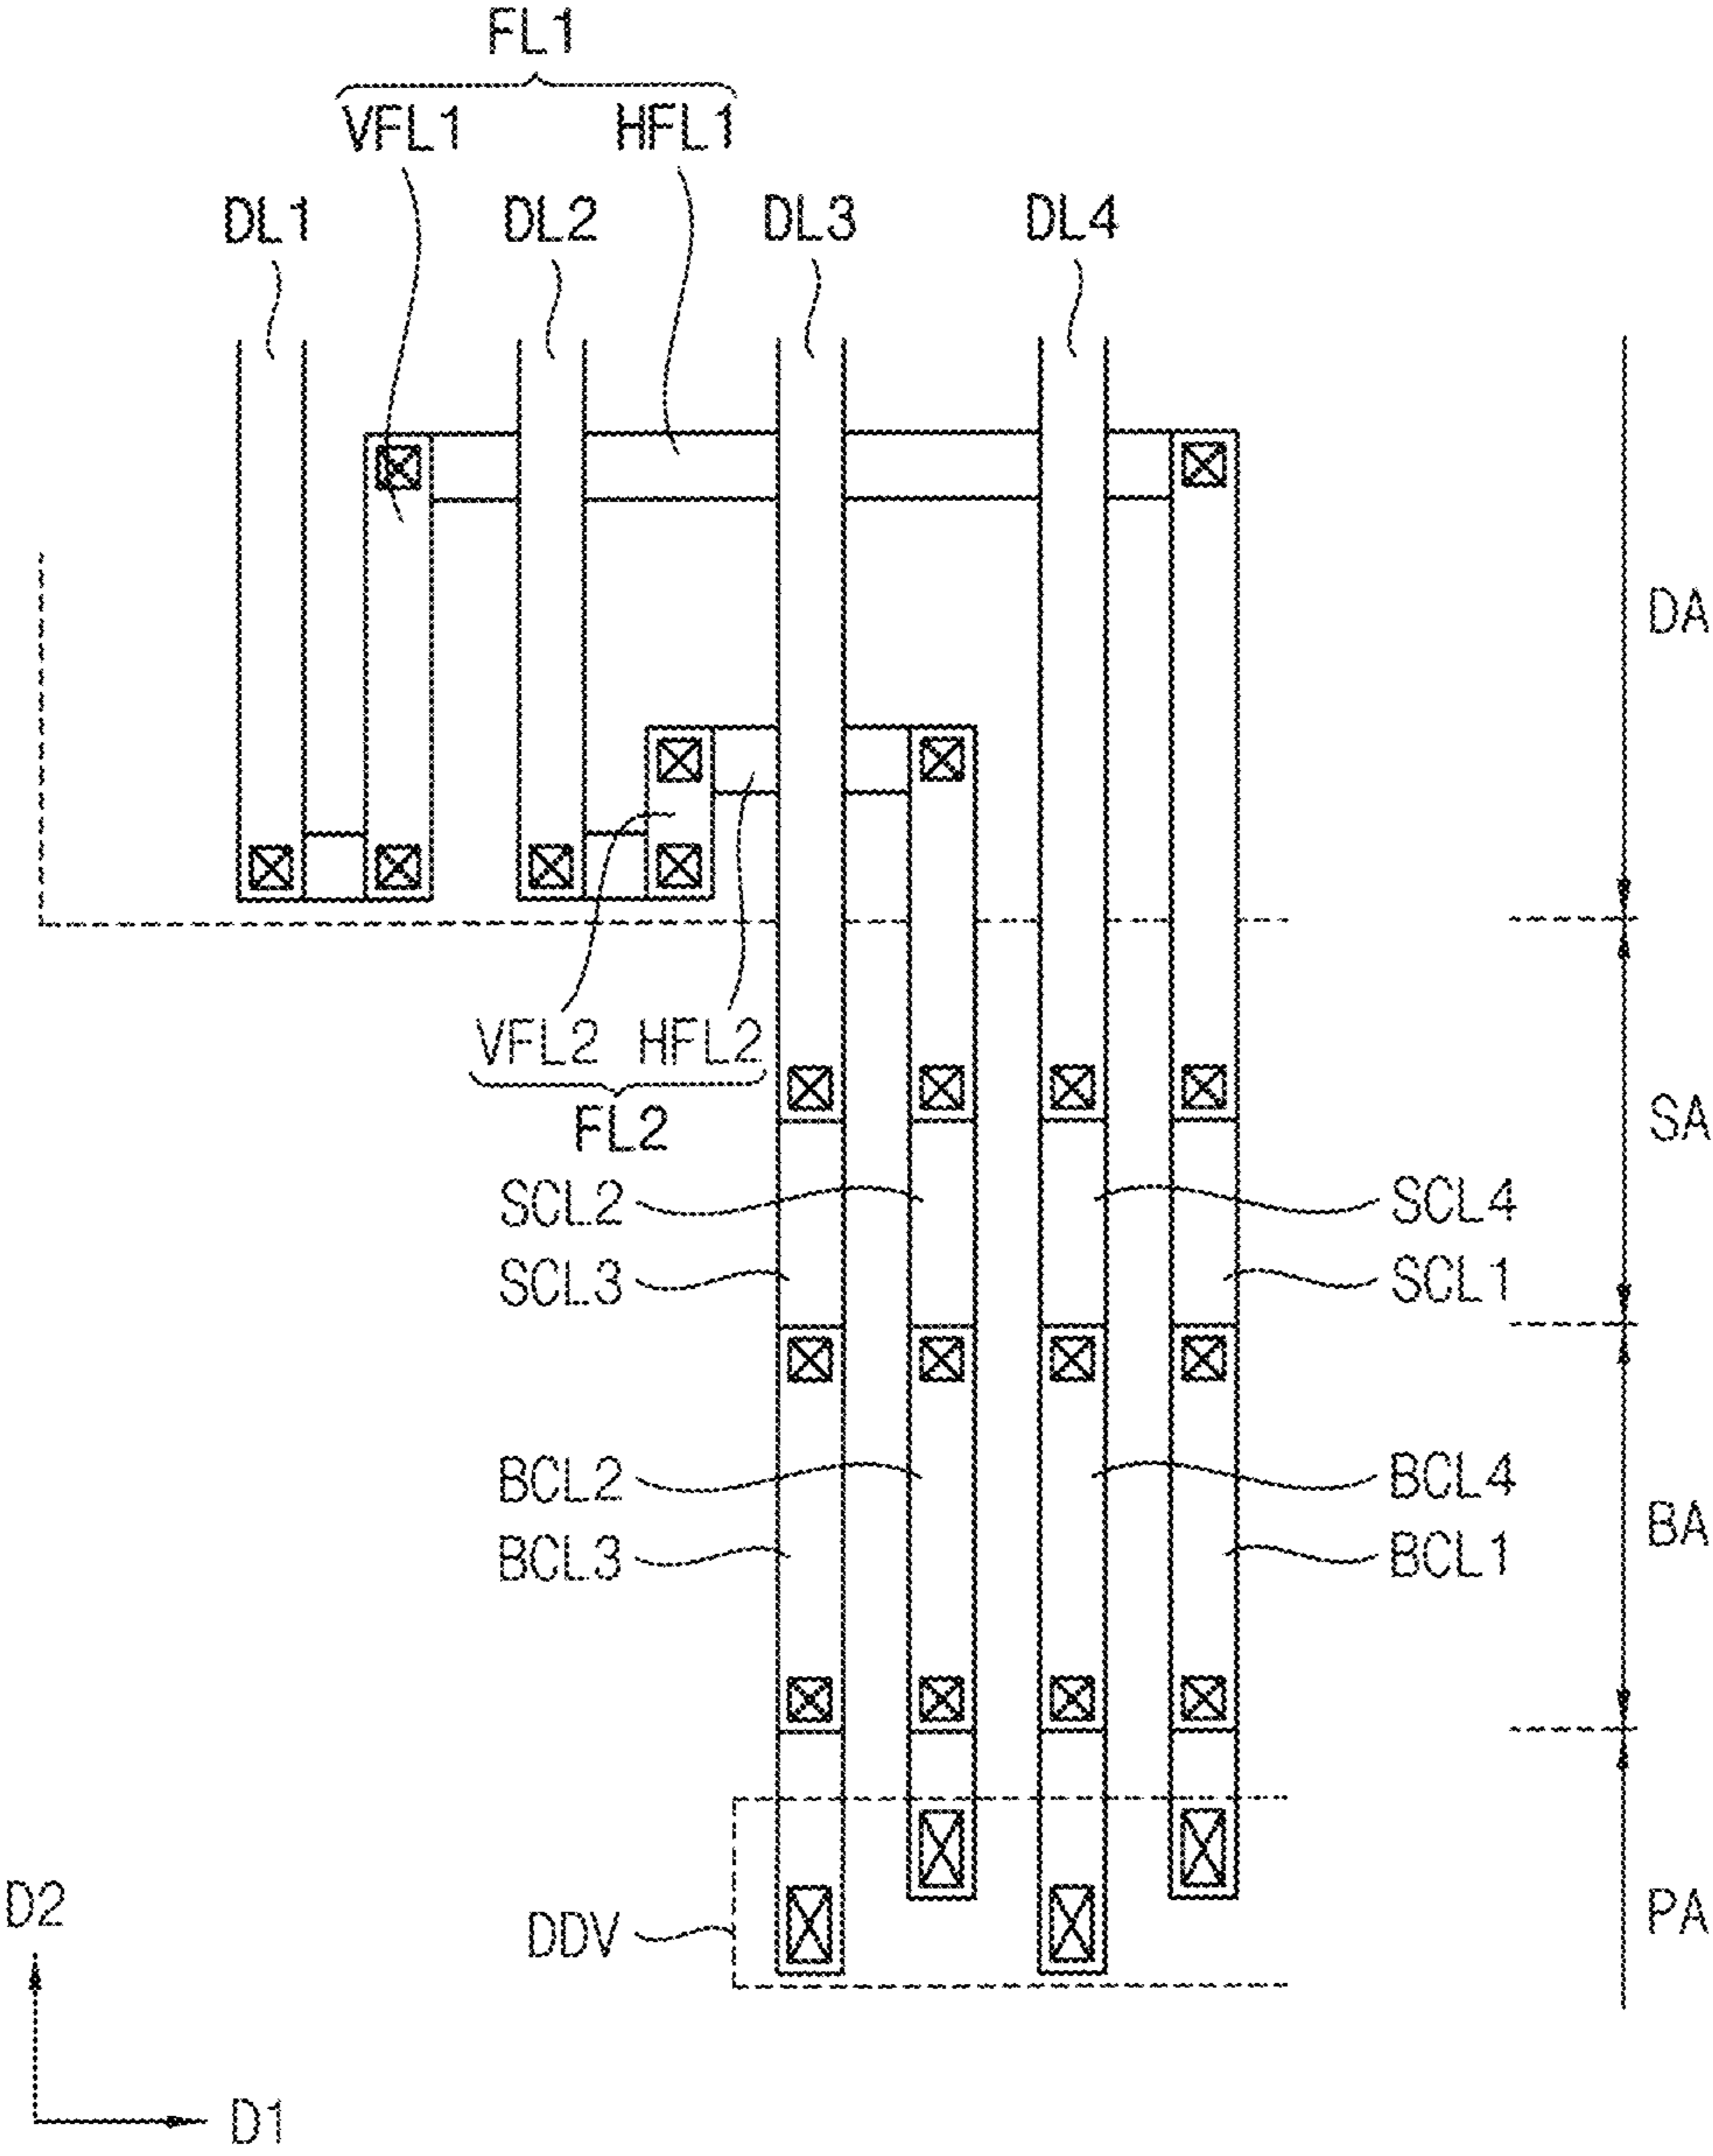 FL1
VFL1 HFL1
DL1 DL2 DL3 DL4
DA
VFL2 HFL2
FL2
SA
SCL2 SCL4
SCL3 SCL1
BCL2 BCL4
BA
BCL3 BCL1
D2
DDV
PA
D1